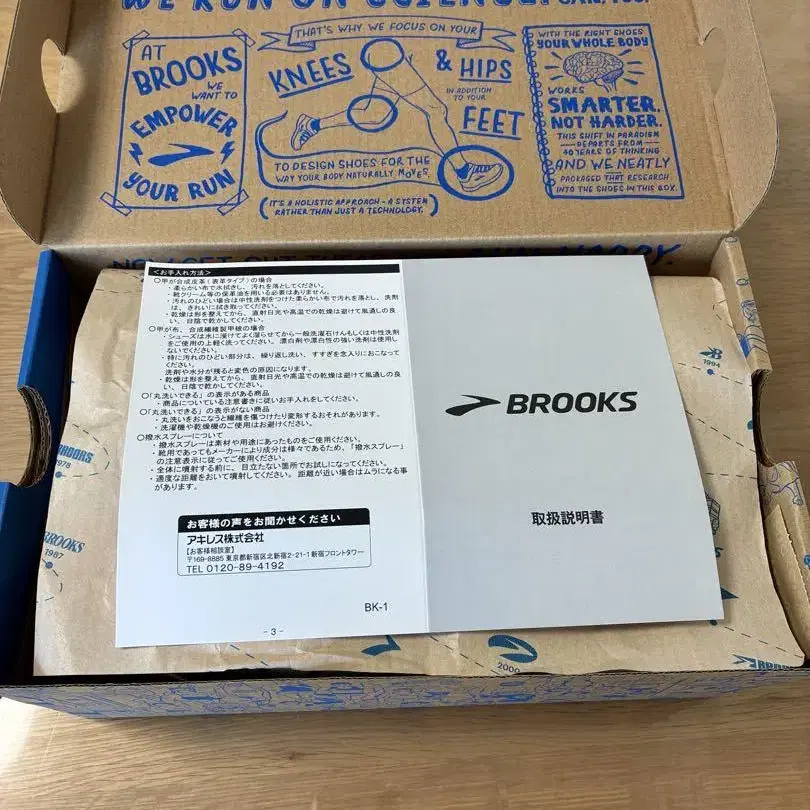 WE RUN ON SCIENCE.
CAN, TOO.
AT
BROOKS
WE
WANT TO
EMPOWER
YOUR RUN
THAT'S WHY WE FOCUS ON YOUR
KNEES
& HIPS
IN ADDITION
TO YOUR
FEET
TO DESIGN SHOES FOR THE
WAY YOUR BODY NATURALLY MOVES.
(IT'S A HOLISTIC APPROACH - A SYSTEM
RATHER THAN JUST A TECHNOLOGY.)
WITH THE RIGHT SHOES
YOUR WHOLE BODY
WORKS
SMARTER,
NOT HARDER.
THIS SHIFT IN PARADIGM
DEPARTS FROM
40 YEARS OF THINKING
AND WE NEATLY
PACKAGED THAT RESEARCH
INTO THE SHOES IN THIS BOX.
<お手入れ方法>
○甲が合成皮革(表革タイプ)の場合
・柔らかい布で水拭きし、汚れを落としてください。
・靴クリーム等の保革油を用いる必要はありません。
・汚れのひどい場合は中性洗剤をつけた柔らかい布で汚れを落とし、洗剤
は、きれいに拭き取ってください。
・乾燥は形を整えてから、直射日光や高温での乾燥は避けて風通しの良
い、日陰で乾かしてください。
○甲が布、合成繊維製甲被の場合
・シューズは水に浸けてよく湿らせてから一般洗濯石けんもしくは中性洗剤
をご使用の上軽く洗ってください。漂白剤や漂白性の強い洗剤は使用し
ないでください。
・特に汚れのひどい部分は、繰り返し洗い、すすぎを念入りにおこなって
ください。
洗剤や水分が残ると変色の原因になります。
・乾燥は形を整えてから、直射日光や高温での乾燥は避けて風通しの良
い、日陰で乾かしてください。
○「丸洗いできる」の表示がある商品
・商品についている注意書きに従いお手入れをしてください。
○「丸洗いできる」の表示がない商品
・丸洗いをおこなうと繊維を傷つけたり変形するおそれがあります。
・洗濯機や乾燥機のご使用はお避けください。
○撥水スプレーについて
・撥水スプレーは素材や用途にあったものをご使用ください。
・靴用であってもメーカーにより成分は様々であるため、「撥水スプレー」
の注意表示に従ってご使用ください。
・全体に噴射する前に、目立たない箇所でお試しになってください。
・適度な距離をおいて噴射してください。距離が近い場合はムラになる事
があります。
お客様の声をお聞かせください
アキレス株式会社
【お客様相談室】
〒169-8885 東京都新宿区北新宿2-21-1 新宿フロントタワー
TEL 0120-89-4192
BK-1
-3-
BROOKS
取扱説明書
1994
BROOKS
1978
BROOKS
1987
2000